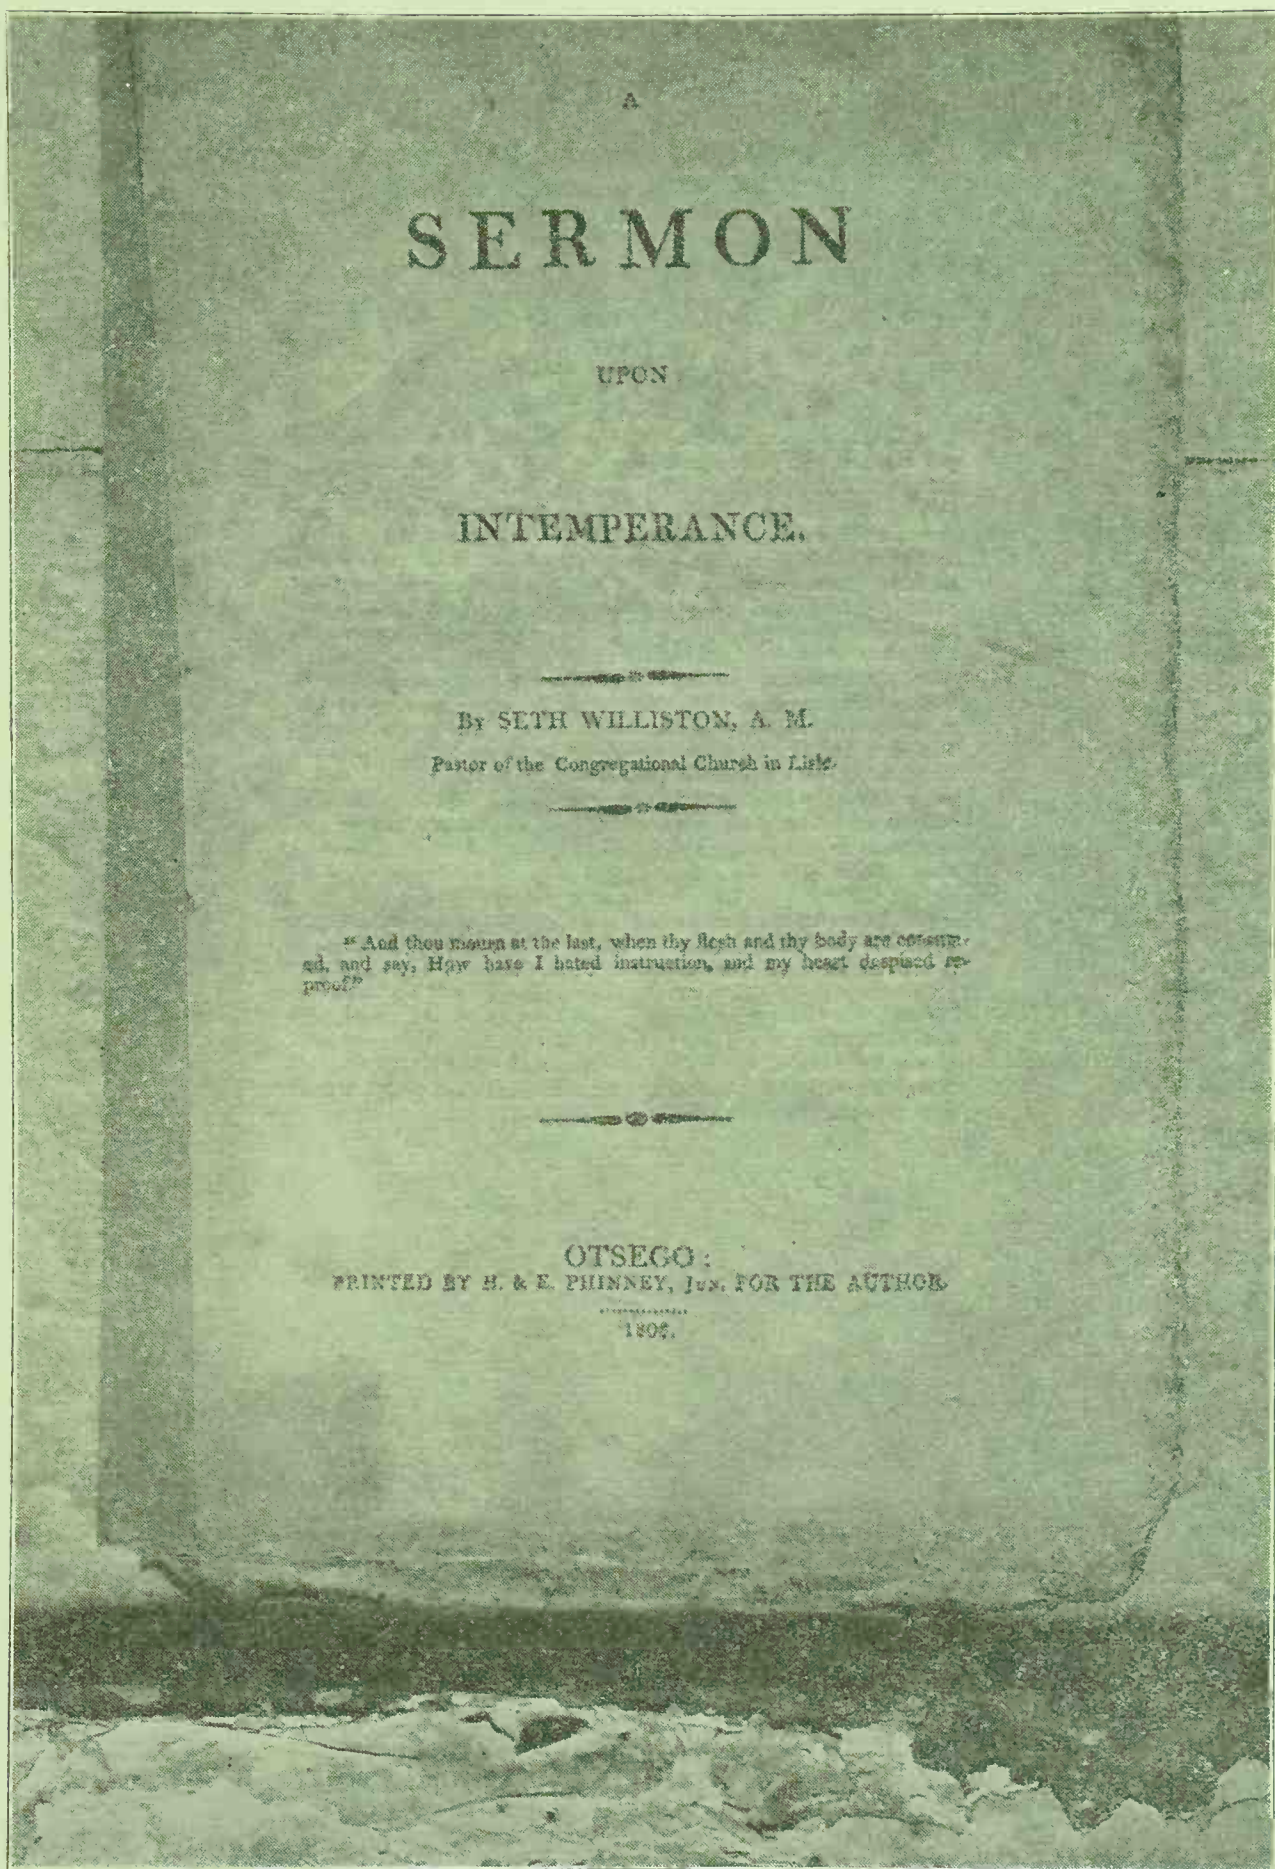 A
SERMON
UPON
INTEMPERANCE.
By SETH WILLISTON, A. M.
Pastor of the Congregational Church in Lisle.
" And thou mourn at the last, when thy flesh and thy body are consum-
ed, and say, How have I hated instruction, and my heart despised re-
proof."
OTSEGO :
PRINTED BY H. & E. PHINNEY, Jun. FOR THE AUTHOR.